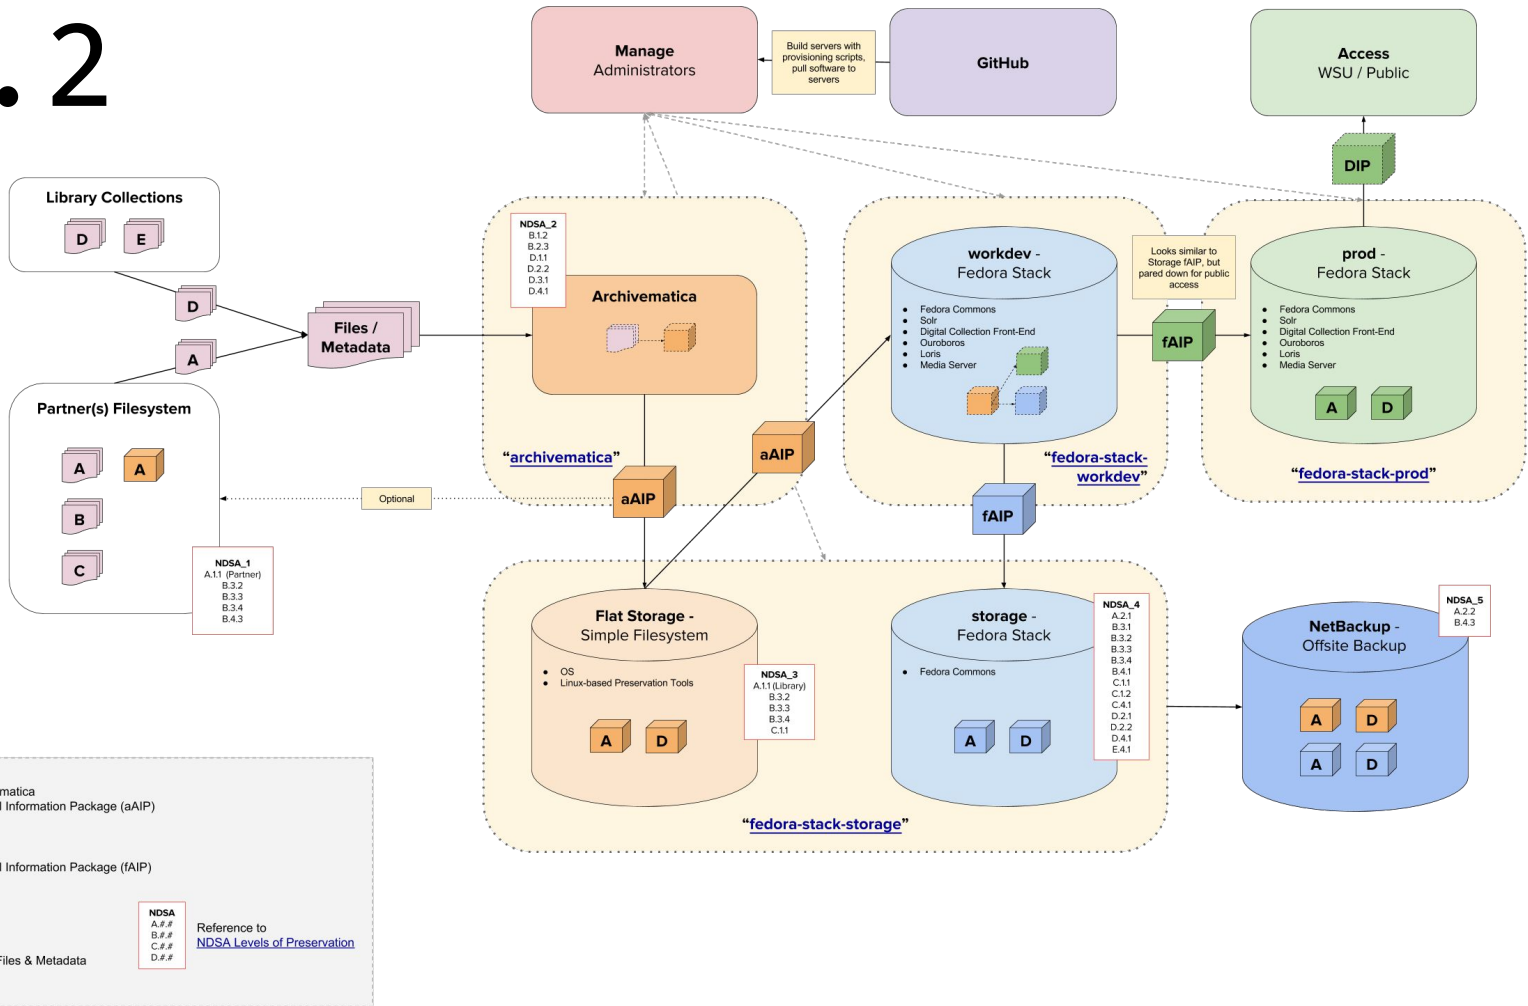 . 2
Manage
Administrators
Build servers with
provisioning scripts,
pull software to
servers
GitHub
Access
WSU / Public
DIP
Library Collections
D
E
D
A
Files /
Metadata
Partner(s) Filesystem
A
A
B
C
NDSA_1
A.1.1 (Partner)
B.3.2
B.3.3
B.3.4
B.4.3
Optional
NDSA_2
B.1.2
B.2.3
D.1.1
D.2.2
D.3.1
D.4.1
Archivematica
“archivematica”
aAIP
aAIP
workdev -
Fedora Stack
• Fedora Commons
• Solr
• Digital Collection Front-End
• Ouroboros
• Loris
• Media Server
“fedora-stack-
workdev”
fAIP
Looks similar to
Storage fAIP, but
pared down for public
access
fAIP
prod -
Fedora Stack
• Fedora Commons
• Solr
• Digital Collection Front-End
• Ouroboros
• Loris
• Media Server
A
D
“fedora-stack-prod”
Flat Storage -
Simple Filesystem
• OS
• Linux-based Preservation Tools
A
D
NDSA_3
A.1.1 (Library)
B.3.2
B.3.3
B.3.4
C.1.1
storage -
Fedora Stack
• Fedora Commons
A
D
NDSA_4
A.2.1
B.3.1
B.3.2
B.3.3
B.3.4
B.4.1
C.1.1
C.1.2
C.4.1
D.2.1
D.2.2
D.4.1
E.4.1
“fedora-stack-storage”
NetBackup -
Offsite Backup
A
D
A
D
NDSA_5
A.2.2
B.4.3
matica
Information Package (aAIP)
Information Package (fAIP)
Files & Metadata
NDSA
A.#.#
B.#.#
C.#.#
D.#.#
Reference to
NDSA Levels of Preservation